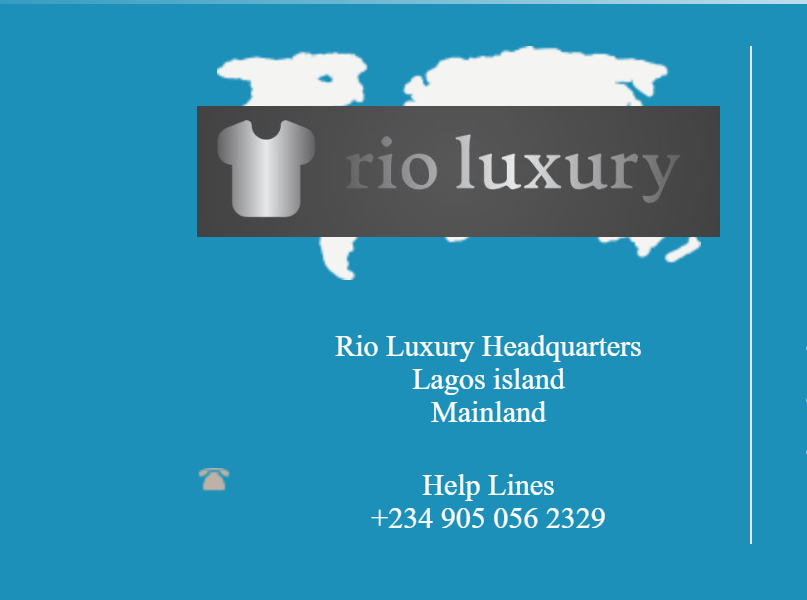 rio luxury
Rio Luxury Headquarters
Lagos island
Mainland
Help Lines
+234 905 056 2329